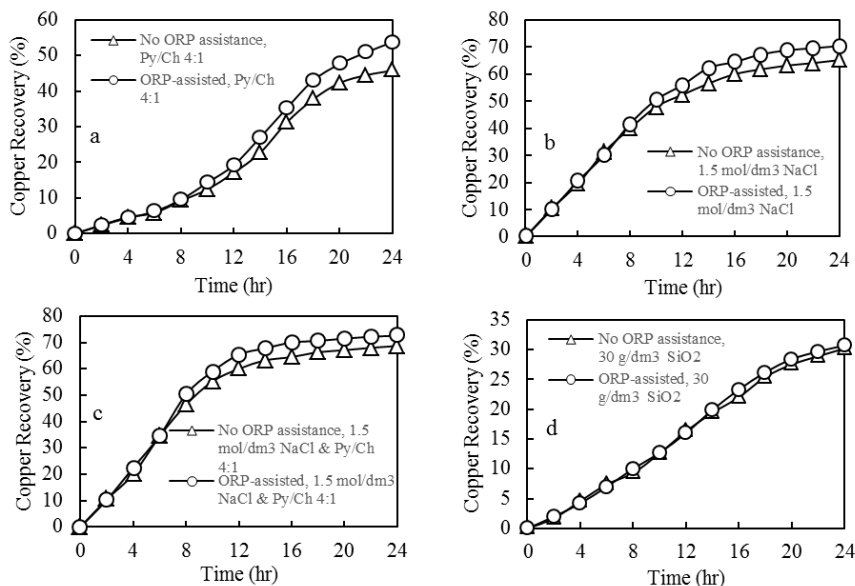 60
50
40
30
20
10
0
Copper Recovery (%)
No ORP assistance,
Py/Ch 4:1
ORP-assisted, Py/Ch
4:1
a
0 4 8 12 16 20 24
Time (hr)
80
70
60
50
40
30
20
10
0
Copper Recovery (%)
b
No ORP assistance,
1.5 mol/dm3 NaCl
ORP-assisted, 1.5
mol/dm3 NaCl
0 4 8 12 16 20 24
Time (hr)
80
70
60
50
40
30
20
10
0
Copper Recovery (%)
c
No ORP assistance, 1.5
mol/dm3 NaCl & Py/Ch
4:1
ORP-assisted, 1.5 mol/dm3
NaCl & Py/Ch 4:1
0 4 8 12 16 20 24
Time (hr)
35
30
25
20
15
10
5
0
Copper Recovery (%)
No ORP assistance,
30 g/dm3 SiO2
ORP-assisted, 30
g/dm3 SiO2
d
0 4 8 12 16 20 24
Time (hr)